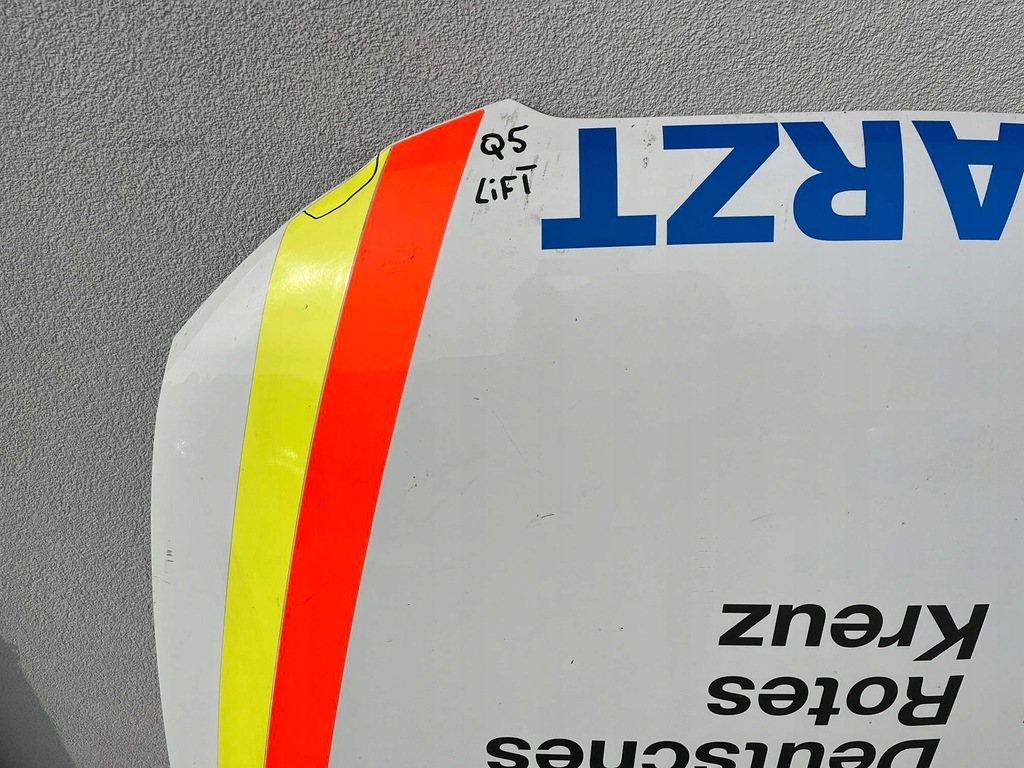 Q5
LiFT
Deutsches
Rotes
Kreuz
ARZT